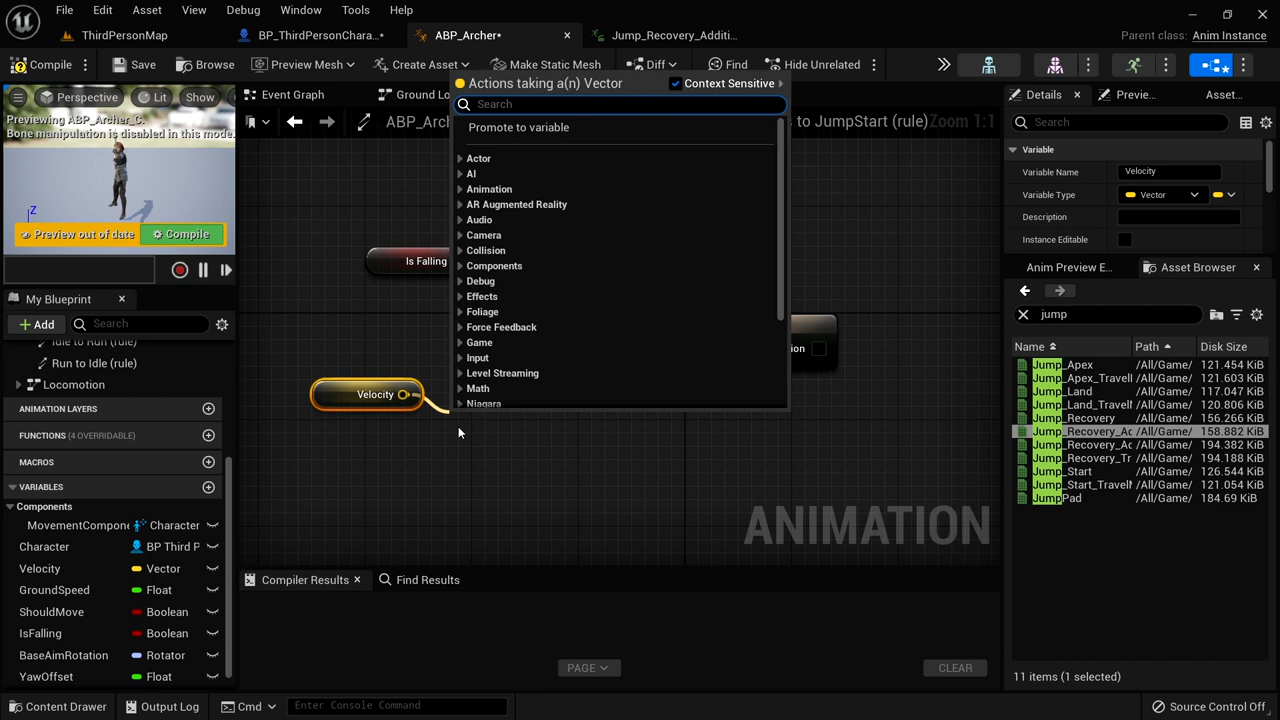 File Edit Asset View Debug Window Tools Help
ThirdPersonMap
BP_ThirdPersonChara...*
ABP_Archer*
Jump_Recovery_Additi...
Parent class: Anim Instance
Compile
Save
Browse
Preview Mesh
Create Asset
Make Static Mesh
Diff
Find
Hide Unrelated
Perspective
Lit
Show
Previewing ABP_Archer_C.
Bone manipulation is disabled in this mode.
Z
Preview out of date
Compile
My Blueprint
Add
Search
Idle to Run (rule)
Run to Idle (rule)
Locomotion
ANIMATION LAYERS
FUNCTIONS (4 OVERRIDABLE)
MACROS
VARIABLES
Components
MovementCompone Character
Character BP Third P
Velocity Vector
GroundSpeed Float
ShouldMove Boolean
IsFalling Boolean
BaseAimRotation Rotator
YawOffset Float
Event Graph
Ground Lo
ABP_Arch
to JumpStart (rule)
Zoom 1:1
Is Falling
Velocity
ion
ANIMATION
Actions taking a(n) Vector
Context Sensitive
Search
Promote to variable
Actor
AI
Animation
AR Augmented Reality
Audio
Camera
Collision
Components
Debug
Effects
Foliage
Force Feedback
Game
Input
Level Streaming
Math
Niagara
Compiler Results
Find Results
PAGE
CLEAR
Details
Previe...
Asset...
Search
Variable
Variable Name Velocity
Variable Type Vector
Description
Instance Editable
Anim Preview E...
Asset Browser
jump
Name Path Disk Size
Jump_Apex /All/Game/ 121.454 KiB
Jump_Apex_Travell /All/Game/ 121.603 KiB
Jump_Land /All/Game/ 117.047 KiB
Jump_Land_Travell /All/Game/ 120.806 KiB
Jump_Recovery /All/Game/ 156.266 KiB
Jump_Recovery_Ac /All/Game/ 158.882 KiB
Jump_Recovery_Ac /All/Game/ 194.382 KiB
Jump_Recovery_Tr /All/Game/ 194.188 KiB
Jump_Start /All/Game/ 126.544 KiB
Jump_Start_Travell /All/Game/ 121.054 KiB
JumpPad /All/Game/ 184.69 KiB
11 items (1 selected)
Content Drawer
Output Log
Cmd
Enter Console Command
Source Control Off